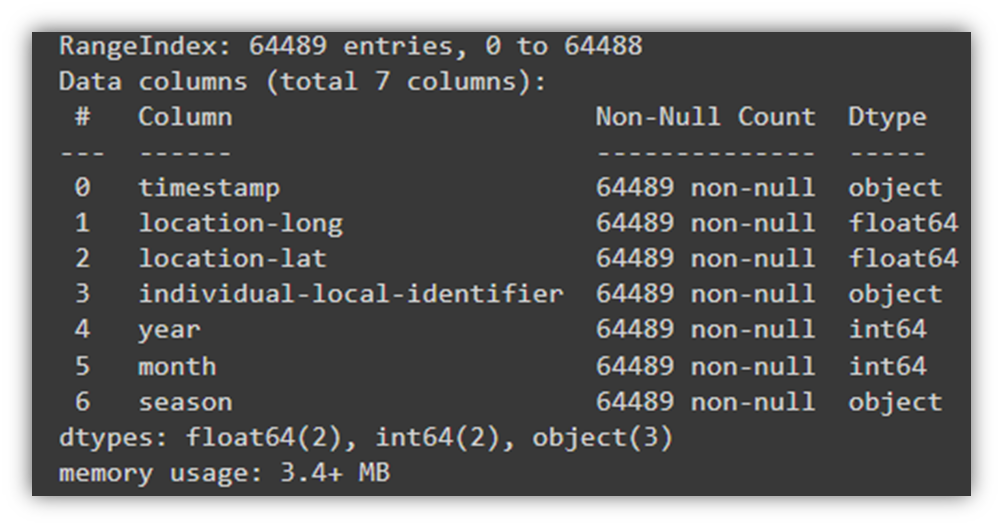 RangeIndex: 64489 entries, 0 to 64488
Data columns (total 7 columns):
 #   Column                       Non-Null Count  Dtype
---  ------                       --------------  -----
 0   timestamp                    64489 non-null  object
 1   location-long                64489 non-null  float64
 2   location-lat                 64489 non-null  float64
 3   individual-local-identifier  64489 non-null  object
 4   year                         64489 non-null  int64
 5   month                        64489 non-null  int64
 6   season                       64489 non-null  object
dtypes: float64(2), int64(2), object(3)
memory usage: 3.4+ MB